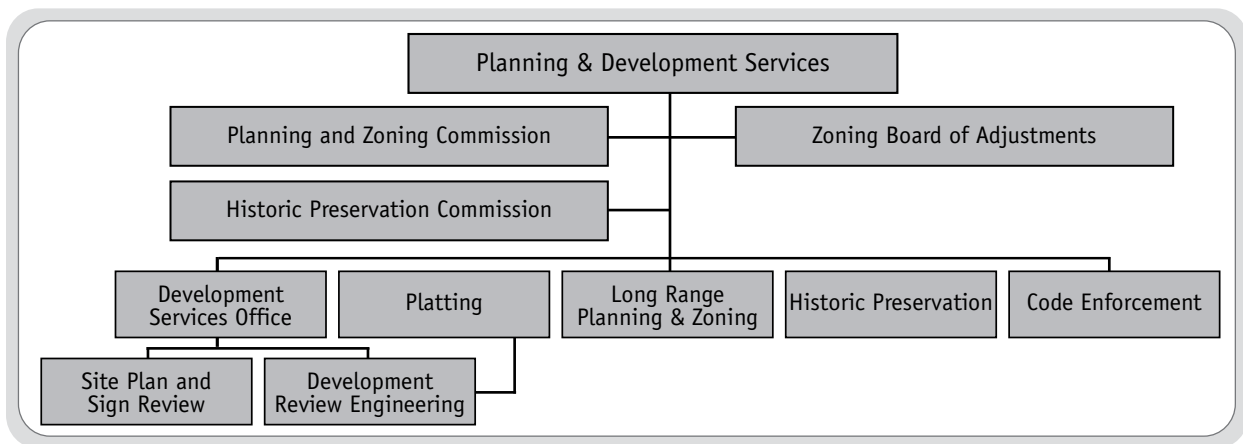 Planning & Development Services
Planning and Zoning Commission
Zoning Board of Adjustments
Historic Preservation Commission
Development
Services Office
Platting
Long Range
Planning & Zoning
Historic Preservation
Code Enforcement
Site Plan and
Sign Review
Development
Review Engineering